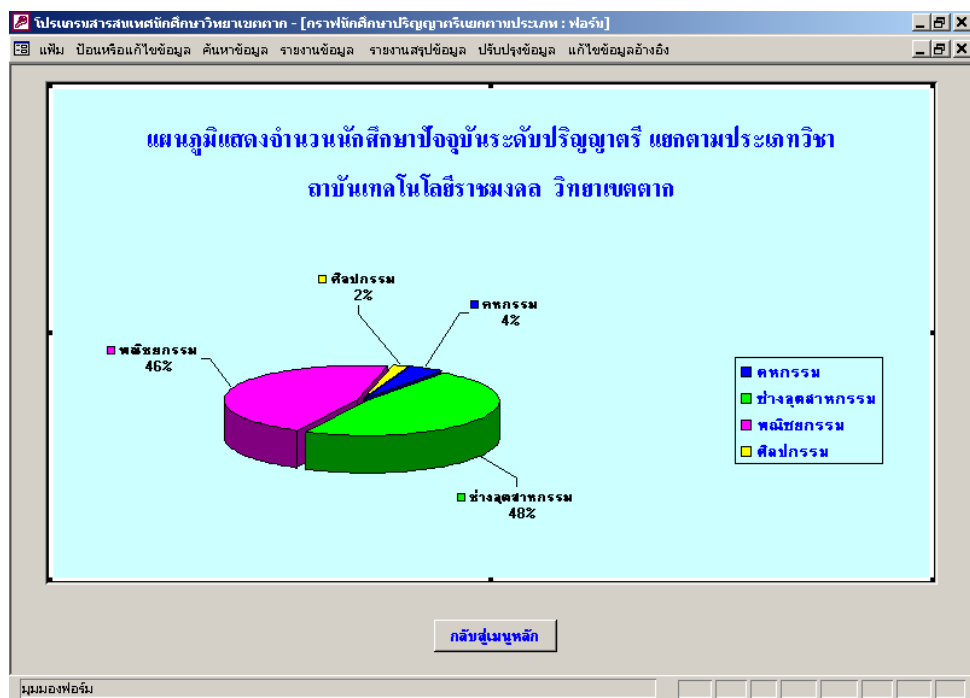 โปรแกรมสารสนเทศนักศึกษาวิทยาเขตตาก - [กราฟนักศึกษาปริญญาตรีแยกตามประเภท : ฟอร์ม]
แฟ้ม ป้อนหรือแก้ไขข้อมูล ค้นหาข้อมูล รายงานข้อมูล รายงานสรุปข้อมูล ปรับปรุงข้อมูล แก้ไขข้อมูลอ้างอิง
แผนภูมิแสดงจำนวนนักศึกษาปัจจุบันระดับปริญญาตรี แยกตามประเภทวิชา
ถาบันเทคโนโลยีราชมงคล วิทยาเขตตาก
ศิลปกรรม
2%
คหกรรม
4%
พณิชยกรรม
46%
ช่างอุตสาหกรรม
48%
คหกรรม
ช่างอุตสาหกรรม
พณิชยกรรม
ศิลปกรรม
กลับสู่เมนูหลัก
มุมมองฟอร์ม